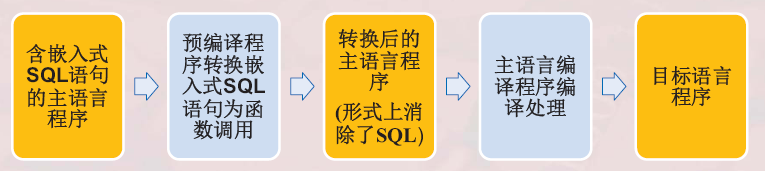 含嵌入式
SQL语句
的主语言
程序
预编译程
序转换嵌
入式SQL
语句为函
数调用
转换后的
主语言程
序
(形式上消
除了SQL)
主语言编
译程序编
译处理
目标语言
程序